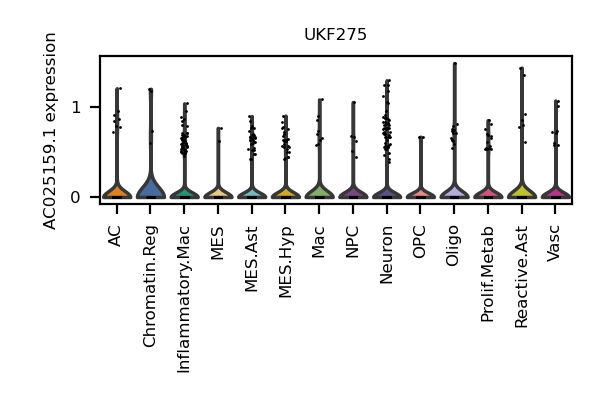 UKF275
AC025159.1 expression
1
0
AC
Chromatin.Reg
Inflammatory.Mac
MES
MES.Ast
MES.Hyp
Mac
NPC
Neuron
OPC
Oligo
Prolif.Metab
Reactive.Ast
Vasc